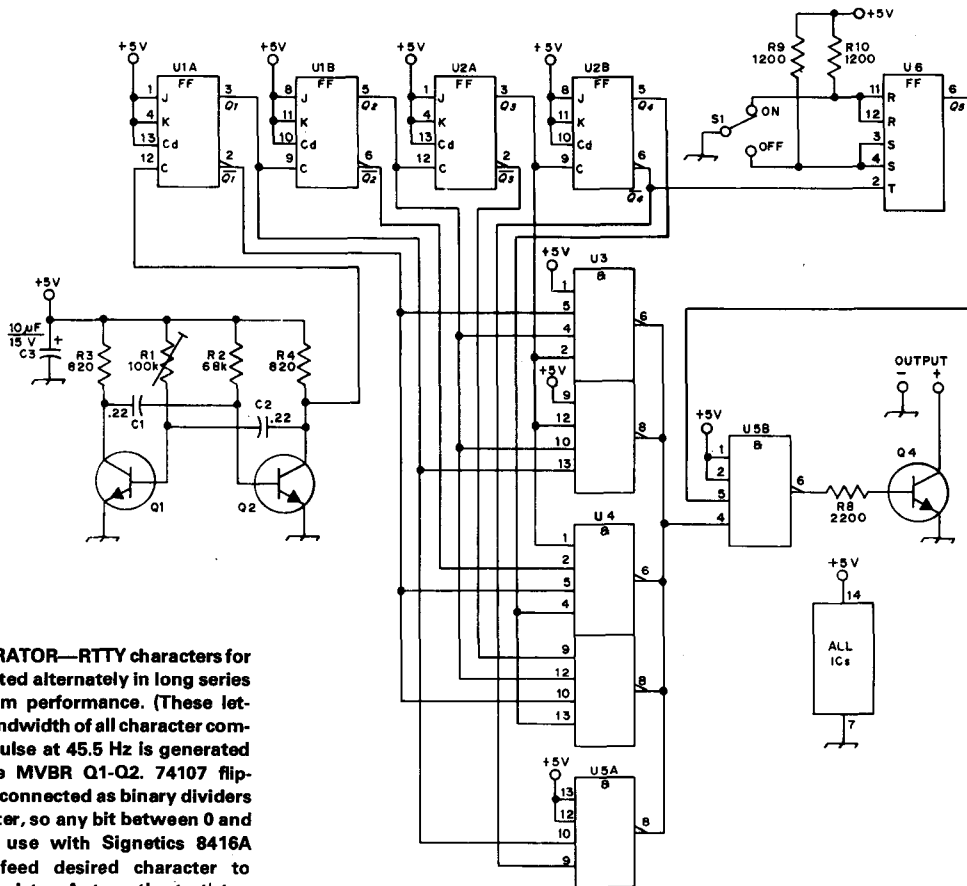 +5V
+5V
+5V
+5V
+5V
U1A
FF
1 J
4 K
13 Cd
12 C
3
Q1
2
Q1
U1B
FF
8 J
11 K
10 Cd
9 C
5
Q2
6
Q2
U2A
FF
1 J
4 K
13 Cd
12 C
3
Q3
2
Q3
U2B
FF
8 J
11 K
10 Cd
9 C
5
Q4
6
Q4
R9
1200
R10
1200
S1
ON
OFF
U6
FF
11 R
12 R
3 S
4 S
2 T
6
Q5
+5V
10µF
15 V
C3
+
R3
820
R1
100k
R2
68k
R4
820
.22
C1
C2
.22
Q1
Q2
+5V
U3
&
1
5
4
2
6
+5V
9
12
10
13
8
U4
&
1
2
5
4
6
9
12
10
13
8
+5V
U5A
&
13
12
10
9
8
+5V
U5B
&
1
2
5
4
6
R8
2200
OUTPUT
- +
Q4
+5V
14
ALL
ICs
7
RATOR—RTTY characters for
ted alternately in long series
m performance. (These let-
ndwidth of all character com-
pulse at 45.5 Hz is generated
e MVBR Q1-Q2. 74107 flip-
connected as binary dividers
ter, so any bit between 0 and
use with Signetics 8416A
feed desired character to